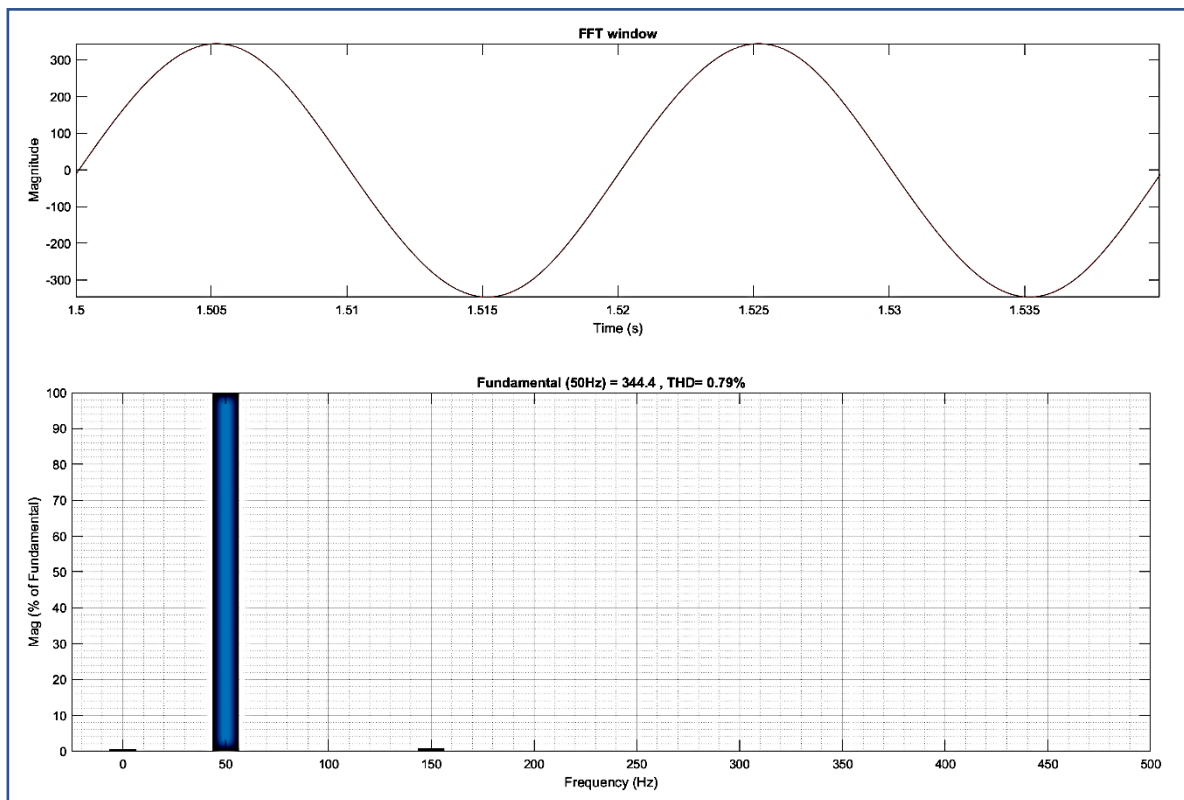 FFT window
300
200
100
0
-100
-200
-300
Magnitude
1.5 1.505 1.51 1.515 1.52 1.525 1.53 1.535
Time (s)
Fundamental (50Hz) = 344.4 , THD= 0.79%
100
90
80
70
60
50
40
30
20
10
0
Mag (% of Fundamental)
0 50 100 150 200 250 300 350 400 450 500
Frequency (Hz)